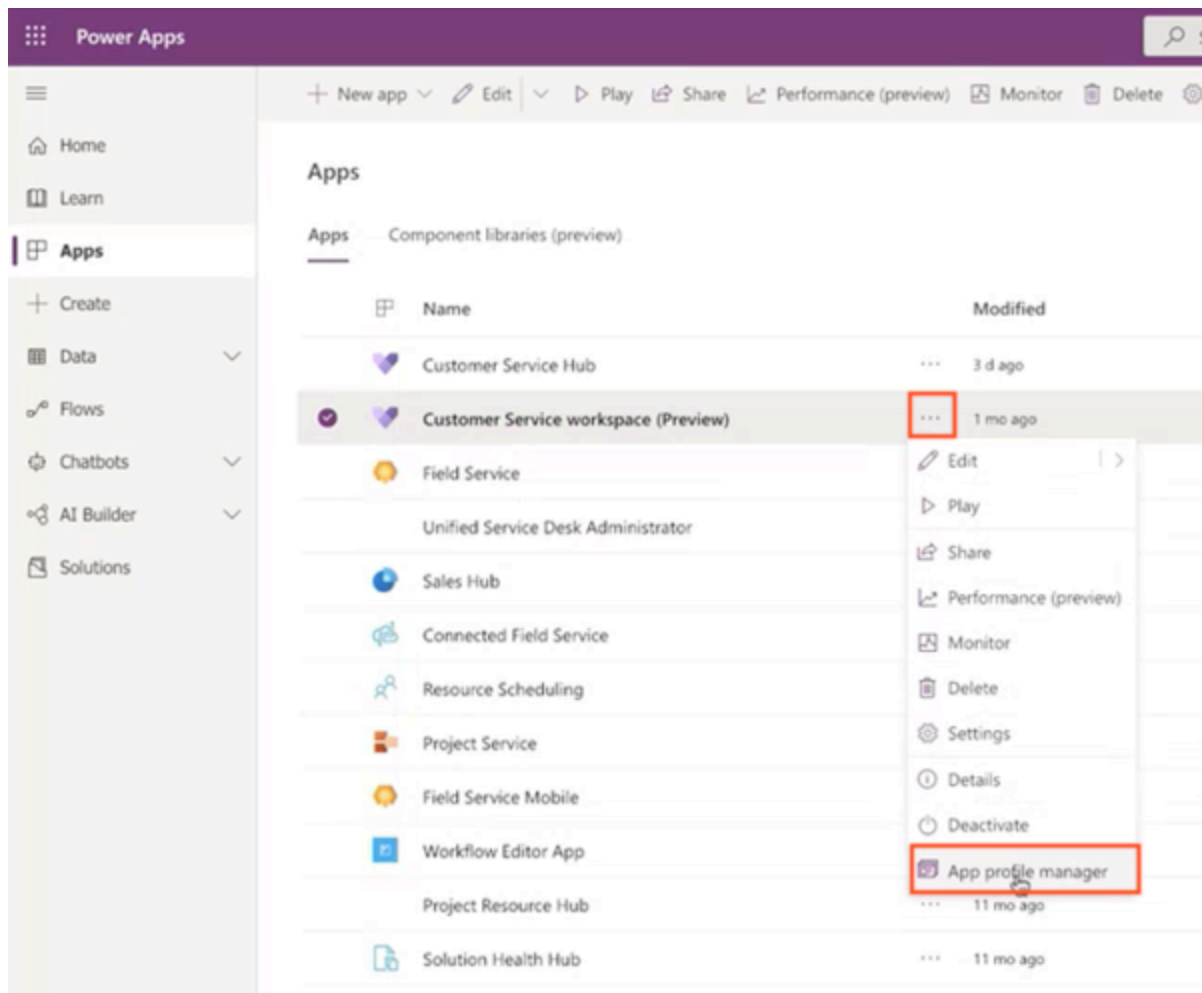 Power Apps
New app Edit Play Share Performance (preview) Monitor Delete
Home
Learn
Apps
Create
Data
Flows
Chatbots
AI Builder
Solutions
Apps
Apps Component libraries (preview)
Name Modified
Customer Service Hub ... 3 d ago
Customer Service workspace (Preview) ... 1 mo ago
Field Service
Unified Service Desk Administrator
Sales Hub
Connected Field Service
Resource Scheduling
Project Service
Field Service Mobile
Workflow Editor App
Project Resource Hub ... 11 mo ago
Solution Health Hub ... 11 mo ago
Edit
Play
Share
Performance (preview)
Monitor
Delete
Settings
Details
Deactivate
App profile manager